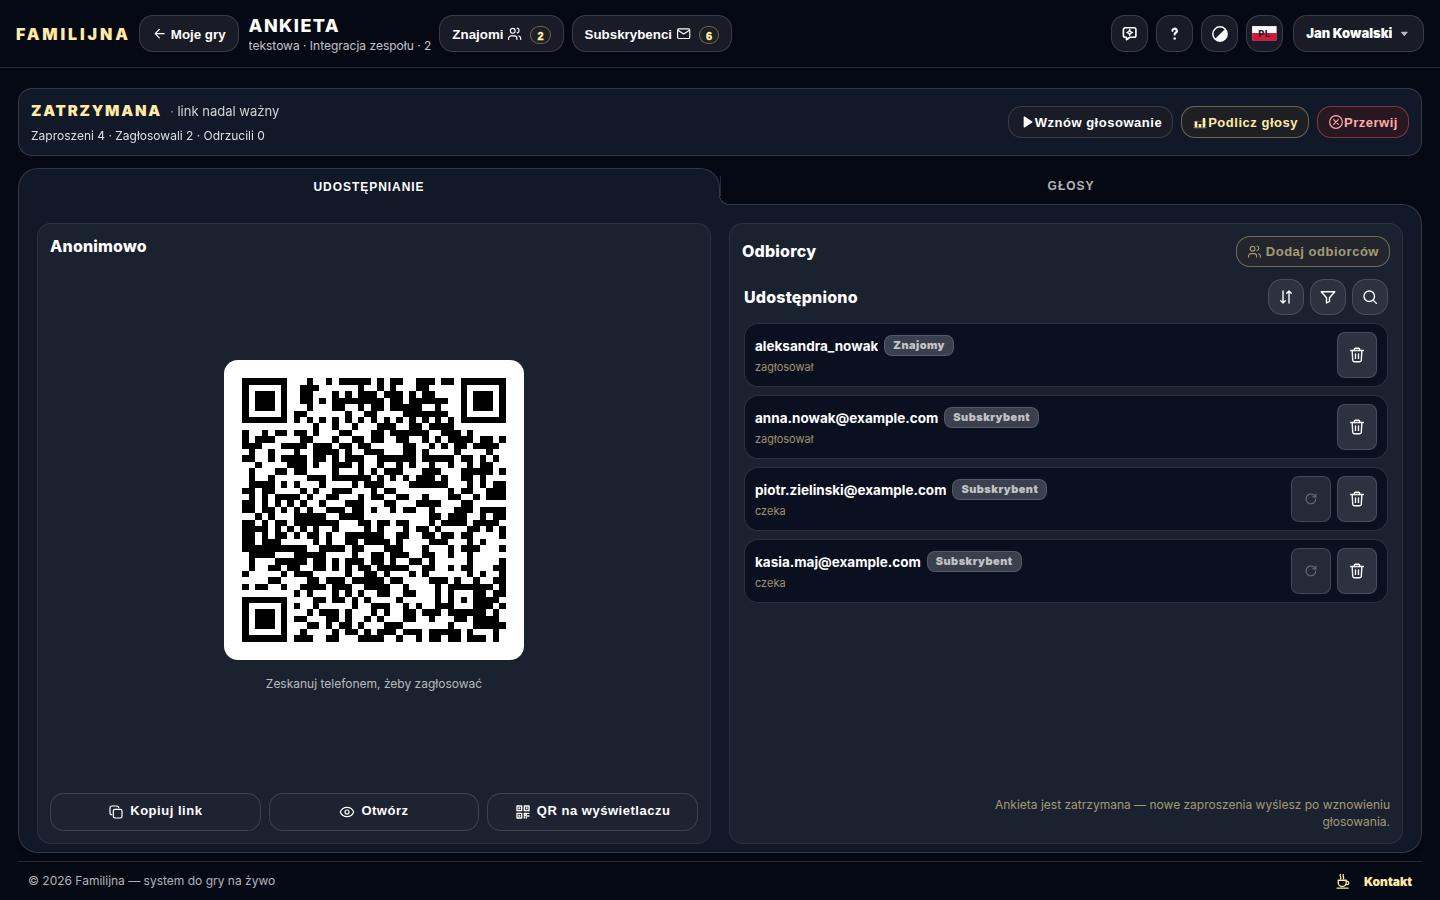 FAMILIJNA
Moje gry
ANKIETA
tekstowa · Integracja zespołu · 2
Znajomi 2
Subskrybenci 6
?
PL
Jan Kowalski
ZATRZYMANA · link nadal ważny
Zaproszeni 4 · Zagłosowali 2 · Odrzucili 0
Wznów głosowanie
Podlicz głosy
Przerwij
UDOSTĘPNIANIE
GŁOSY
Anonimowo
Zeskanuj telefonem, żeby zagłosować
Kopiuj link
Otwórz
QR na wyświetlaczu
Odbiorcy
Dodaj odbiorców
Udostępniono
aleksandra_nowak Znajomy
zagłosował
anna.nowak@example.com Subskrybent
zagłosował
piotr.zielinski@example.com Subskrybent
czeka
kasia.maj@example.com Subskrybent
czeka
Ankieta jest zatrzymana — nowe zaproszenia wyślesz po wznowieniu
głosowania.
© 2026 Familijna — system do gry na żywo
Kontakt